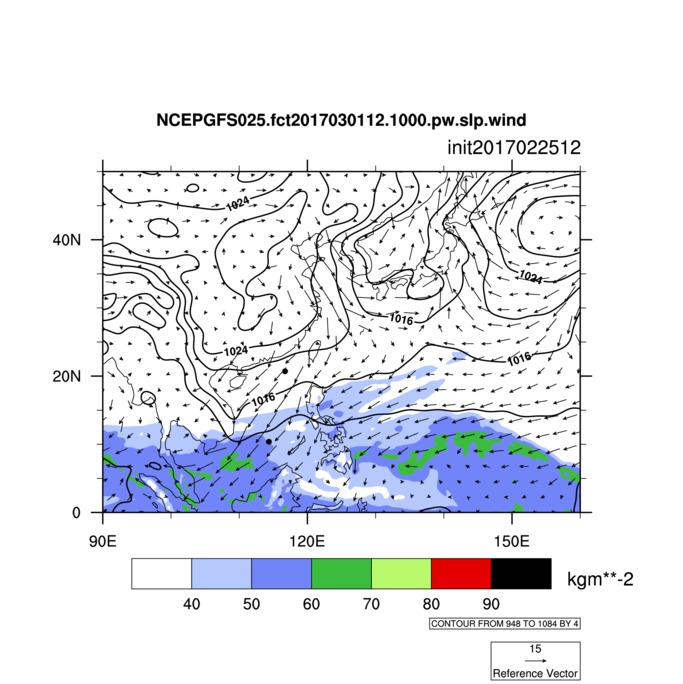 NCEPGFS025.fct2017030112.1000.pw.slp.wind
init2017022512
1024
40N
1024
1016
1024
1016
20N
1016
0
90E 120E 150E
kgm**-2
40 50 60 70 80 90
CONTOUR FROM 948 TO 1084 BY 4
15
Reference Vector